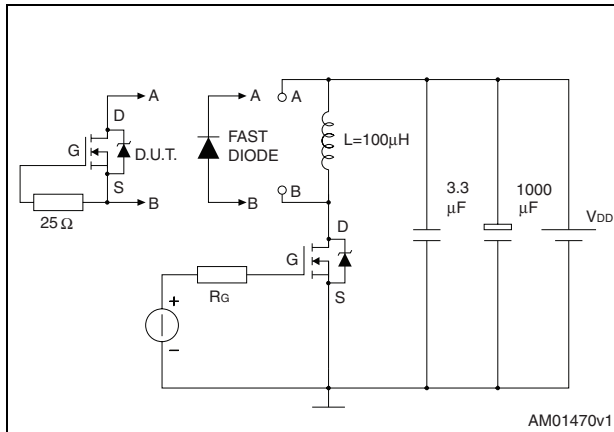 A
D
G
D.U.T.
S
B
25 Ω
A
FAST
DIODE
B
A
B
L=100μH
D
G
S
RG
+
-
3.3
μF
1000
μF
VDD
AM01470v1